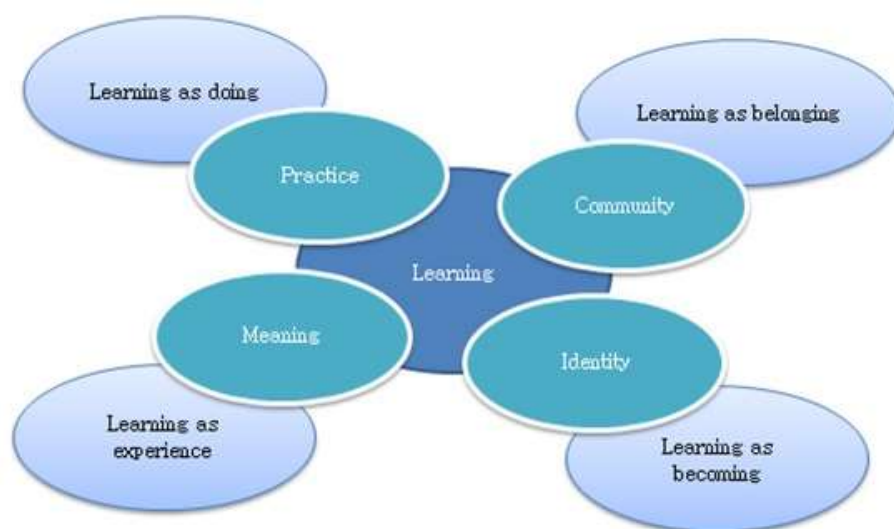 Learning as doing
Learning as belonging
Practice
Community
Learning
Meaning
Identity
Learning as
experience
Learning as
becoming